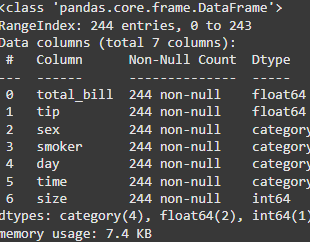 <class 'pandas.core.frame.DataFrame'>
RangeIndex: 244 entries, 0 to 243
Data columns (total 7 columns):
 #   Column      Non-Null Count  Dtype
---  ------      --------------  -----
 0   total_bill  244 non-null    float64
 1   tip         244 non-null    float64
 2   sex         244 non-null    category
 3   smoker      244 non-null    category
 4   day         244 non-null    category
 5   time        244 non-null    category
 6   size        244 non-null    int64
dtypes: category(4), float64(2), int64(1)
memory usage: 7.4 KB